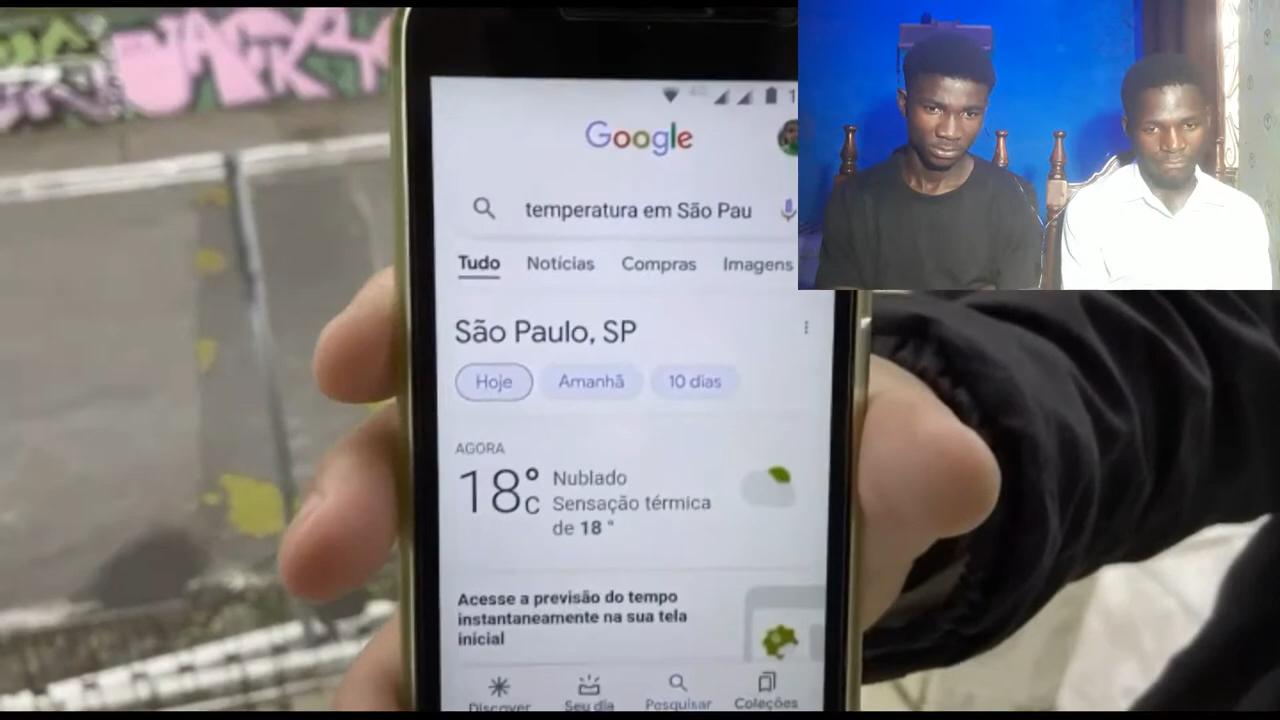 Google
temperatura em São Pau
Tudo Notícias Compras Imagens
São Paulo, SP
Hoje Amanhã 10 dias
AGORA
18°C
Nublado
Sensação térmica
de 18 °
Acesse a previsão do tempo
instantaneamente na sua tela
inicial
Discover Seu dia Pesquisar Coleções